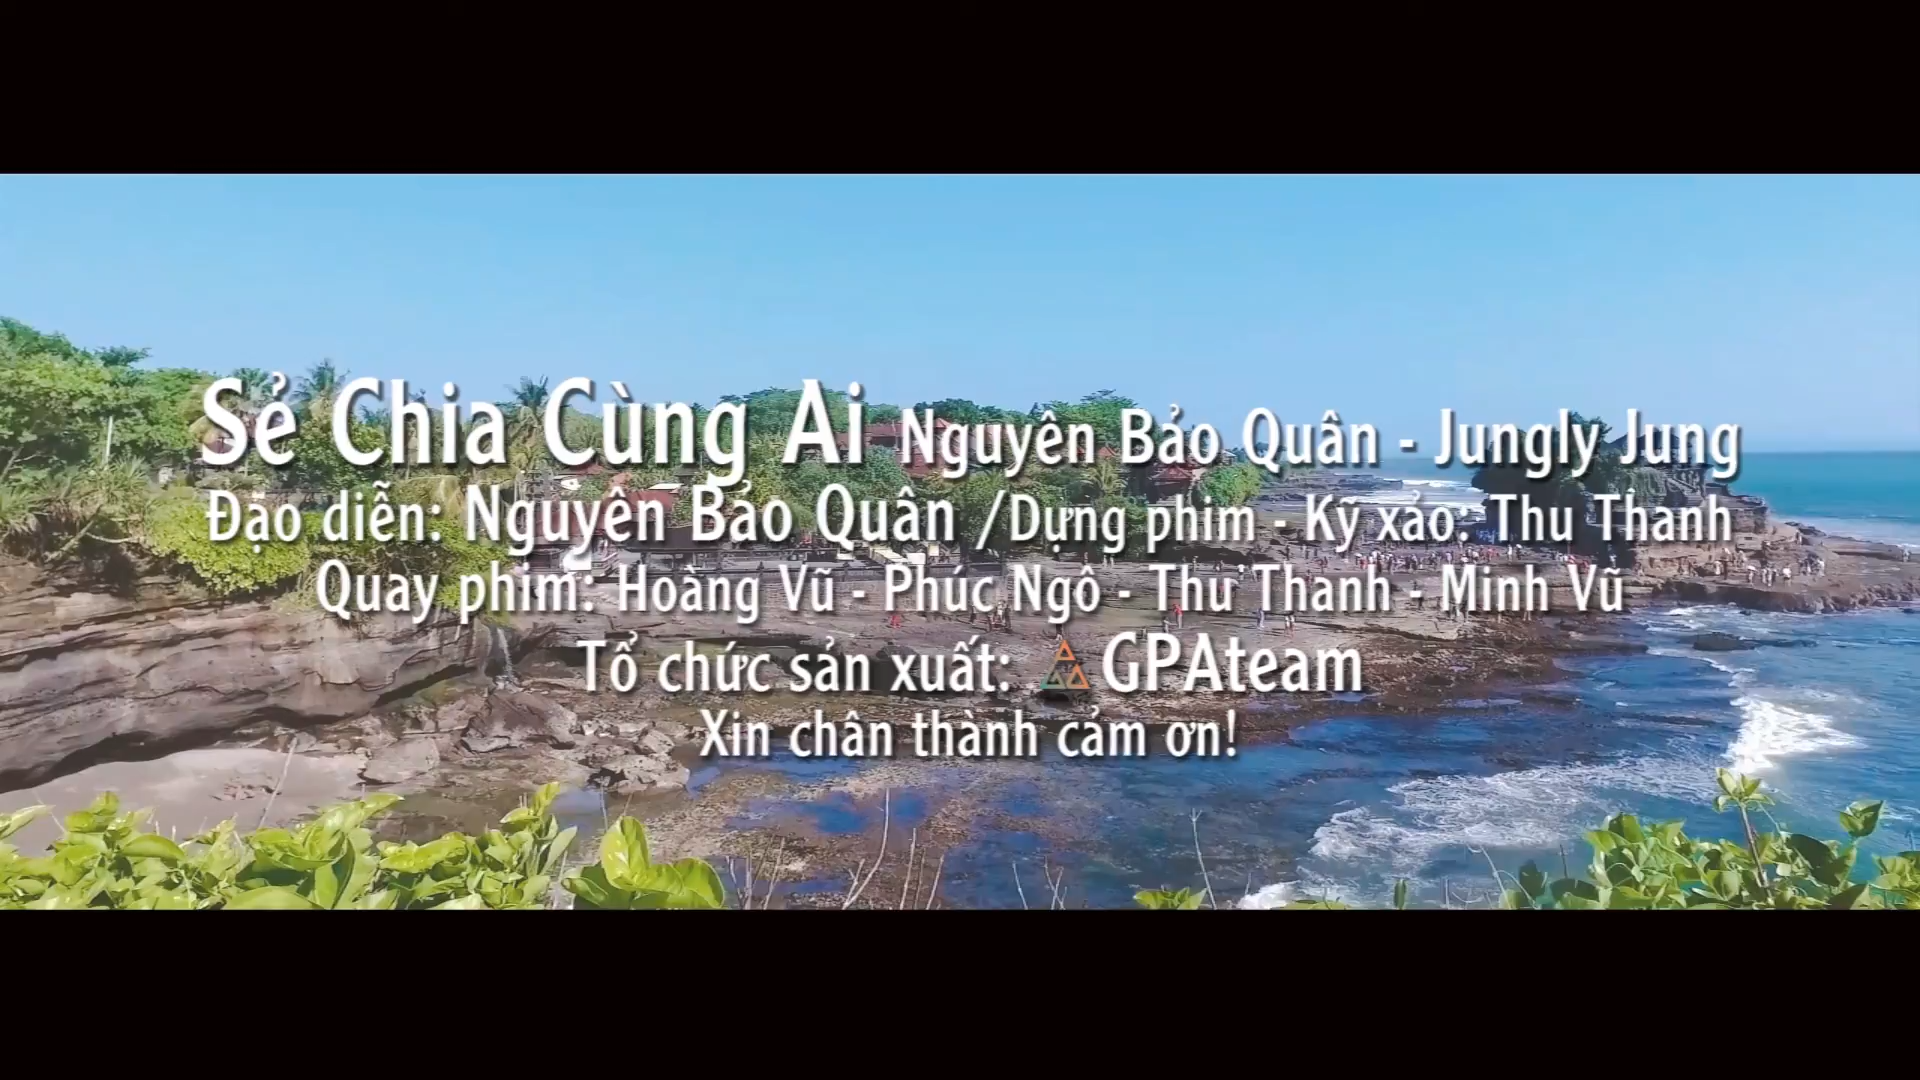 Sẻ Chia Cùng Ai Nguyên Bảo Quân - Jungly Jung
Đạo diễn: Nguyên Bảo Quân /Dựng phim - Kỹ xảo: Thu Thanh
Quay phim: Hoàng Vũ - Phúc Ngô - Thu Thanh - Minh Vũ
Tổ chức sản xuất: GPAteam
Xin chân thành cảm ơn!